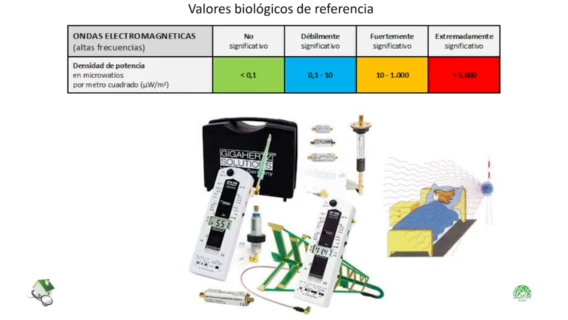 Valores biológicos de referencia
ONDAS ELECTROMAGNETICAS
(altas frecuencias)
No
significativo
Débilmente
significativo
Fuertemente
significativo
Extremadamente
significativo
Densidad de potencia
en microwatios
por metro cuadrado (µW/m²)
< 0,1
0,1 - 10
10 - 1.000
> 1.000
GIGAHERTZ
SOLUTIONS